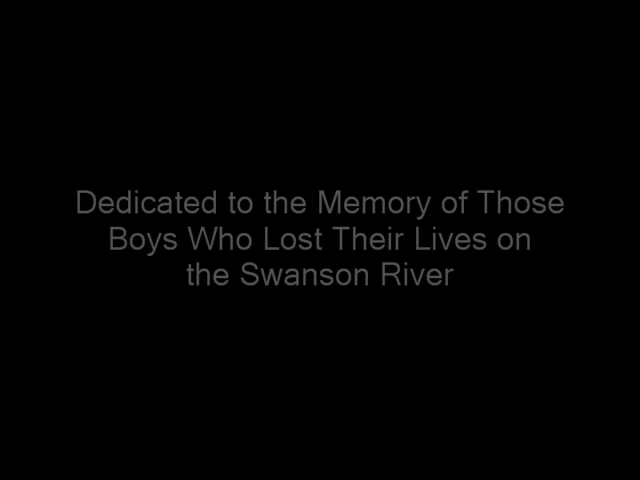 Dedicated to the Memory of Those
Boys Who Lost Their Lives on
the Swanson River